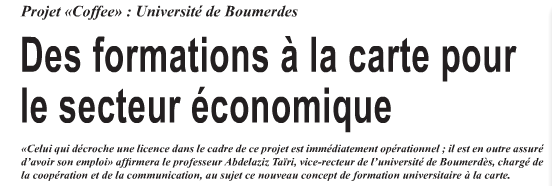 Projet «Coffee» : Université de Boumerdes
Des formations à la carte pour
le secteur économique
«Celui qui décroche une licence dans le cadre de ce projet est immédiatement opérationnel ; il est en outre assuré
d'avoir son emploi» affirmera le professeur Abdelaziz Taïri, vice-recteur de l'université de Boumerdès, chargé de
la coopération et de la communication, au sujet ce nouveau concept de formation universitaire à la carte.